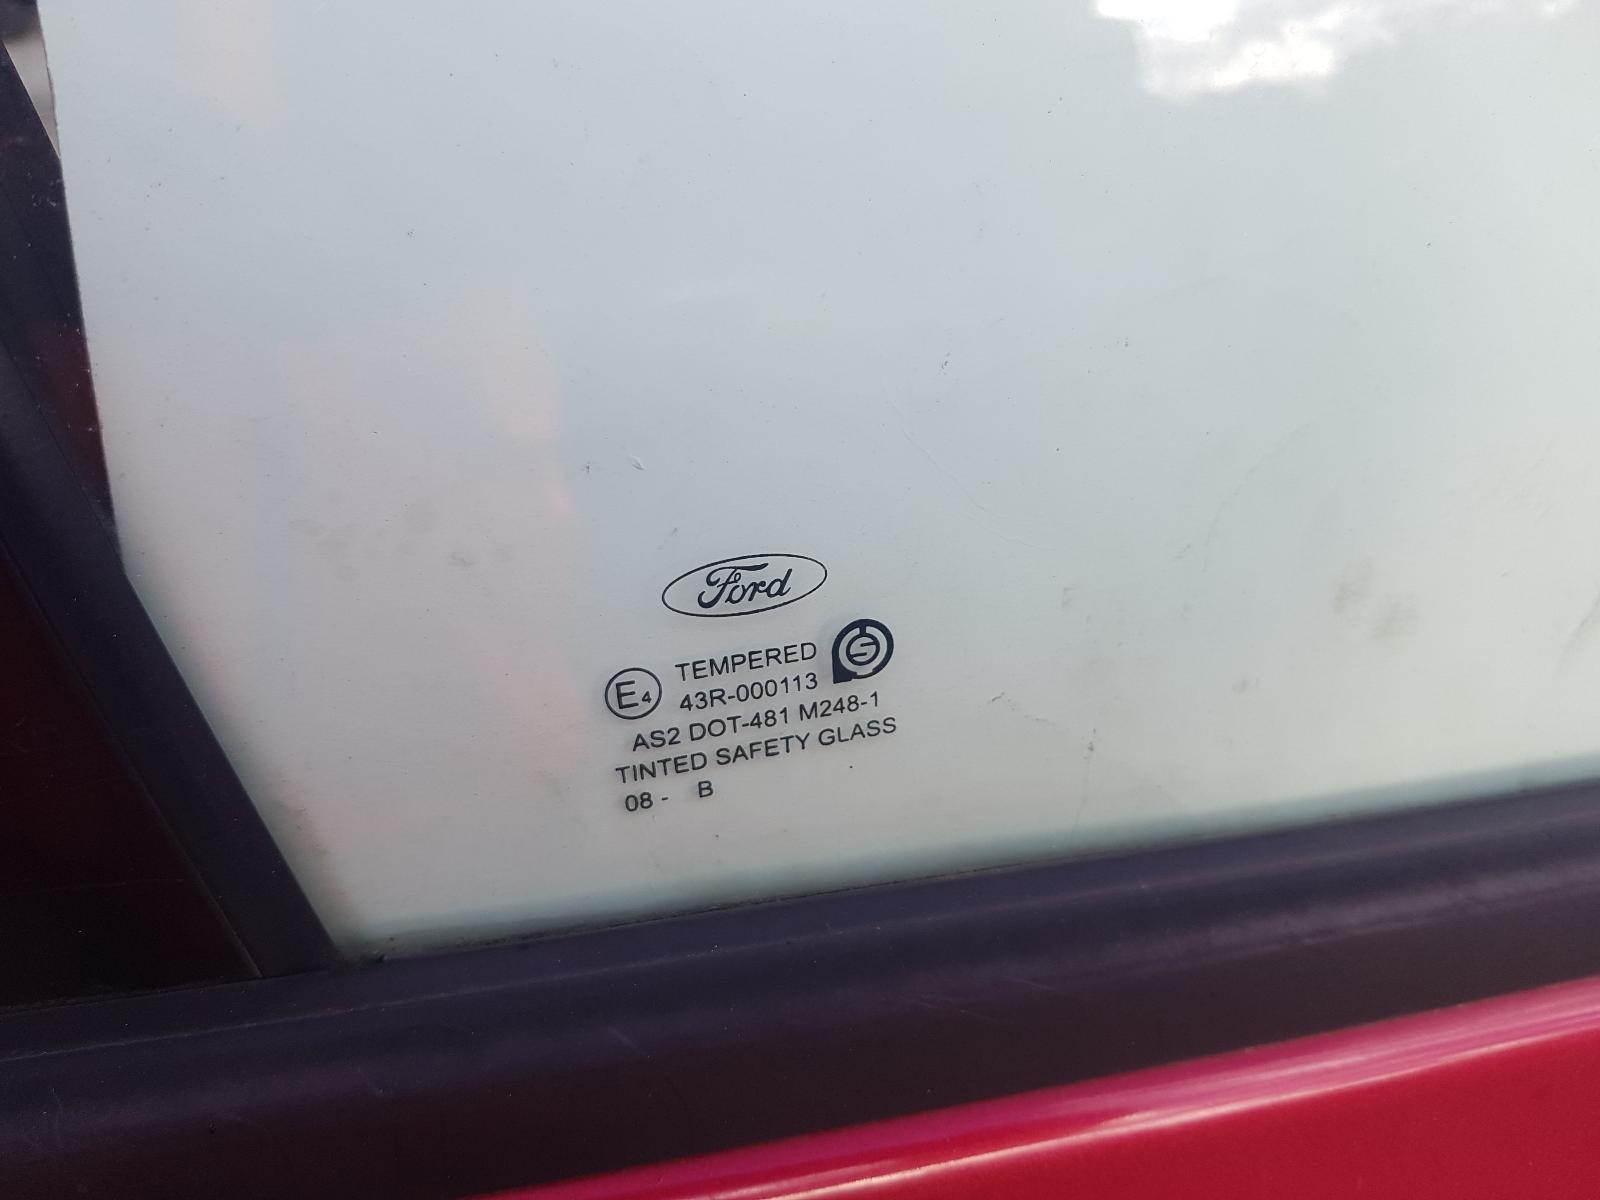 Ford
TEMPERED
E4 43R-000113
AS2 DOT-481 M248-1
TINTED SAFETY GLASS
08 - B